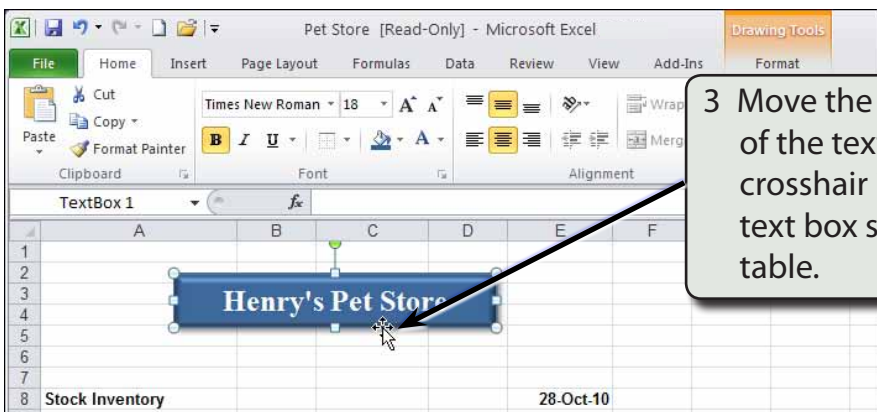 Pet Store [Read-Only] - Microsoft Excel
Drawing Tools
File Home Insert Page Layout Formulas Data Review View Add-Ins Format
Cut
Copy
Format Painter
Paste
Clipboard
Times New Roman 18 A A
B I U A
Font
Wrap
Merg
Alignment
3 Move the
of the tex
crosshair
text box s
table.
TextBox 1 fx
A B C D E F
1
2
3
4
5
6
7
8
Henry's Pet Store
Stock Inventory 28-Oct-10